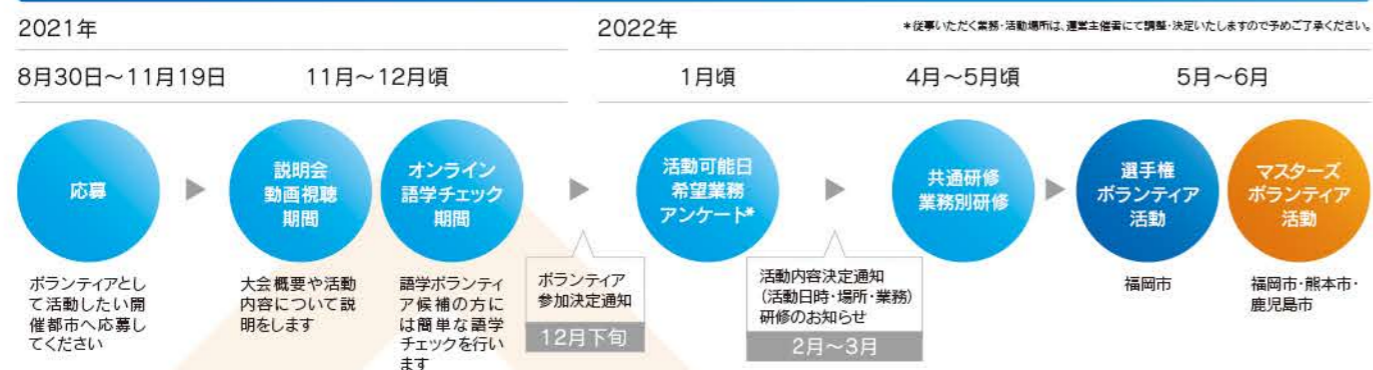 2021年
2022年
*従事いただく業務・活動場所は、運営主催者にて調整・決定いたしますので予めご了承ください。
8月30日～11月19日
11月～12月頃
1月頃
4月～5月頃
5月～6月
応募
説明会
動画視聴
期間
オンライン
語学チェック
期間
活動可能日
希望業務
アンケート*
共通研修
業務別研修
選手権
ボランティア
活動
マスターズ
ボランティア
活動
ボランティアとし
て活動したい開
催都市へ応募し
てください
大会概要や活動
内容について説
明をします
語学ボランティ
ア候補の方に
は簡単な語学
チェックを行い
ます
ボランティア
参加決定通知
12月下旬
活動内容決定通知
(活動日時・場所・業務)
研修のお知らせ
2月～3月
福岡市
福岡市・熊本市・
鹿児島市